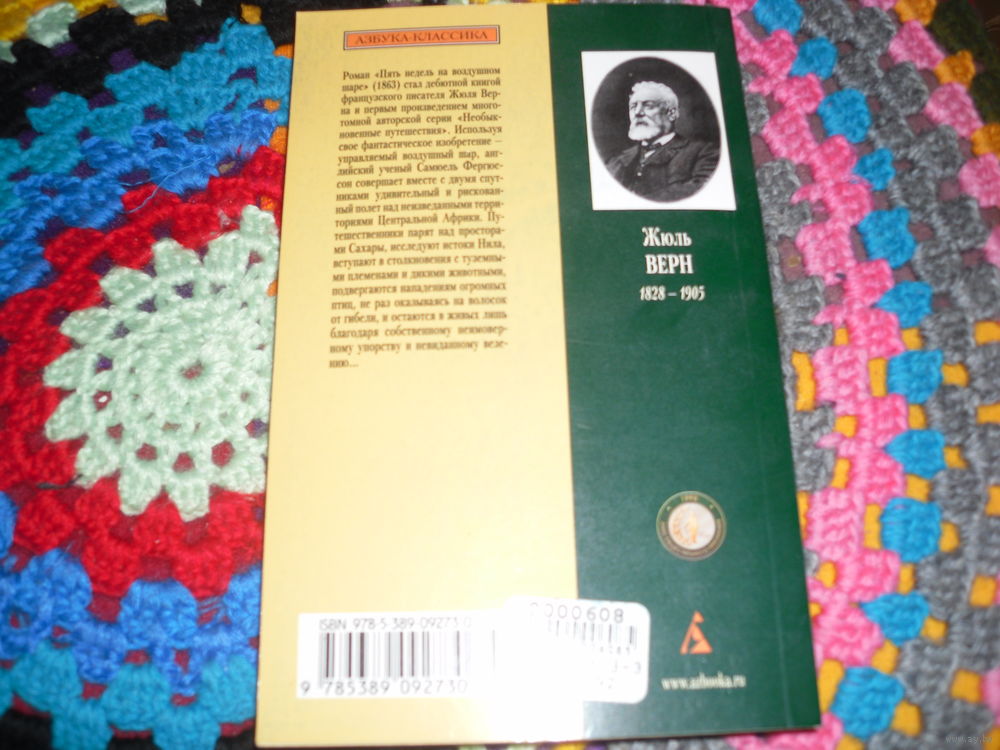 АЗБУКА-КЛАССИКА
Роман «Пять недель на воздушном
шаре» (1863) стал дебютной книгой
французского писателя Жюля Вер-
на и первым произведением много-
томной авторской серии «Необык-
новенные путешествия». Используя
свое фантастическое изобретение —
управляемый воздушный шар, анг-
лийский ученый Самюель Фергюс-
сон совершает вместе с двумя спут-
никами удивительный и рискован-
ный полет над неизведанными терри-
ториями Центральной Африки. Пу-
тешественники парят над простора-
ми Сахары, исследуют истоки Нила,
вступают в столкновения с туземны-
ми племенами и дикими животными,
подвергаются нападениям огромных
птиц, не раз оказываясь на волосок
от гибели, и остаются в живых лишь
благодаря собственному неимовер-
ному упорству и невиданному везе-
нию...
Жюль
ВЕРН
1828 – 1905
ISBN 978-5-389-09273-0
9 785389 092730
0000608
www.azbooka.ru
www.ay.by